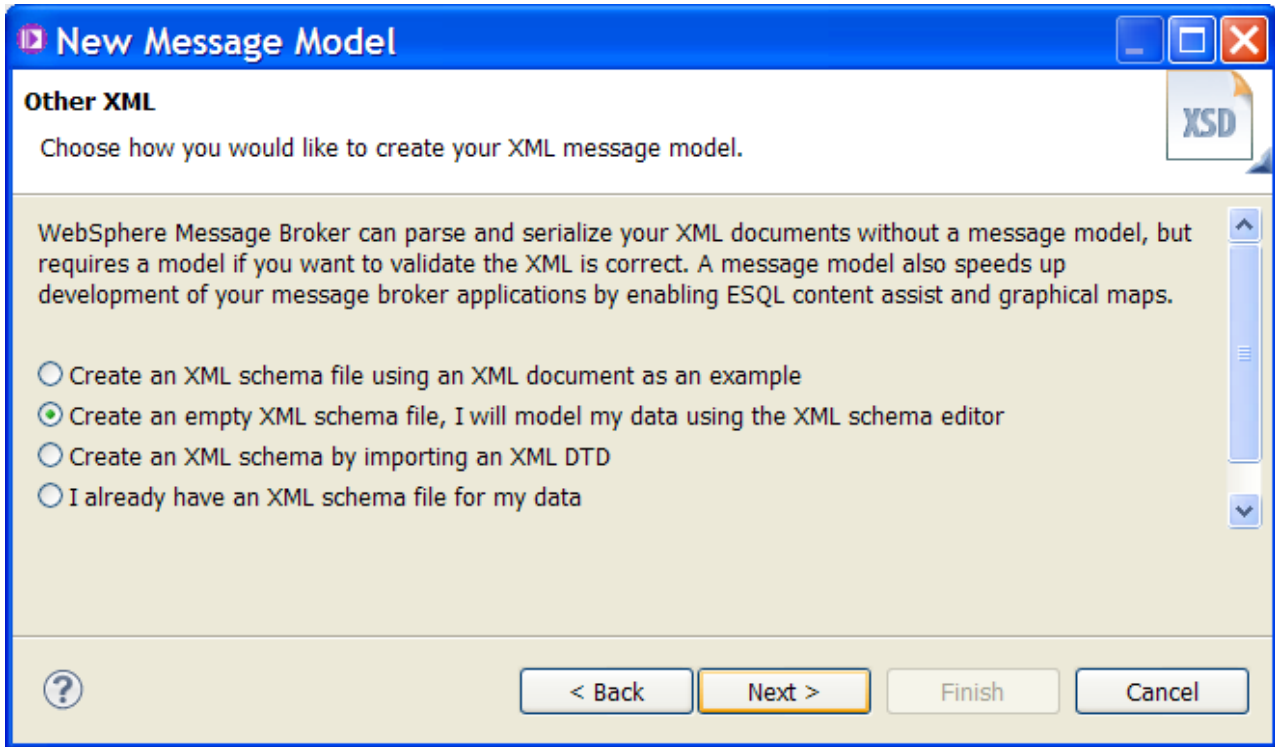 New Message Model
Other XML
XSD
Choose how you would like to create your XML message model.
WebSphere Message Broker can parse and serialize your XML documents without a message model, but
requires a model if you want to validate the XML is correct. A message model also speeds up
development of your message broker applications by enabling ESQL content assist and graphical maps.
Create an XML schema file using an XML document as an example
Create an empty XML schema file, I will model my data using the XML schema editor
Create an XML schema by importing an XML DTD
I already have an XML schema file for my data
?
< Back
Next >
Finish
Cancel